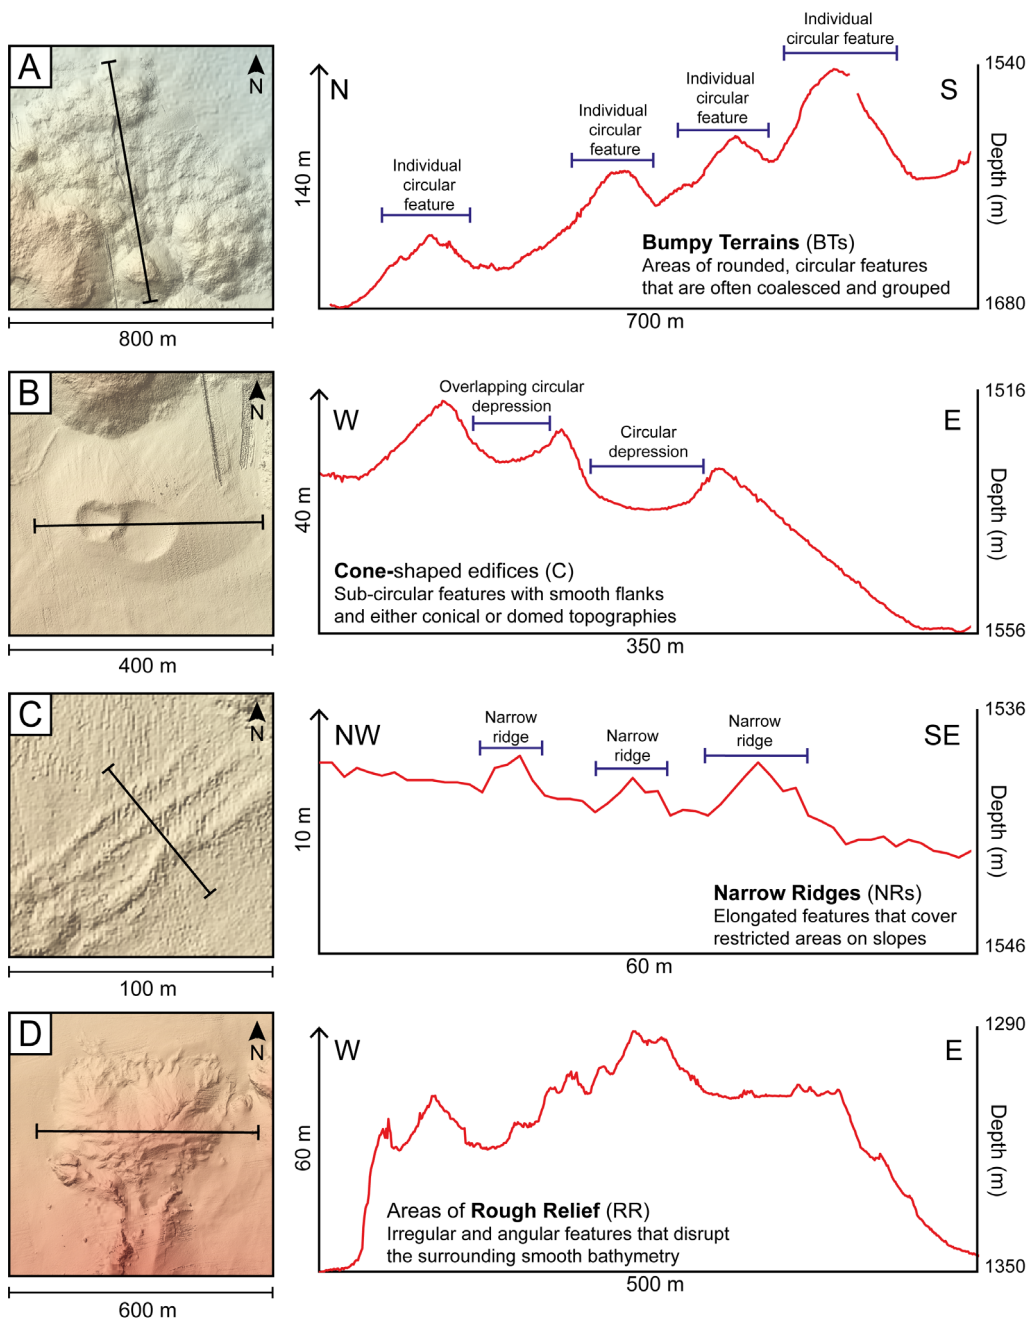 A
N
800 m
N
S
140 m
Individual
circular
feature
Individual
circular
feature
Individual
circular
feature
Individual
circular feature
1540
Depth (m)
1680
Bumpy Terrains (BTs)
Areas of rounded, circular features
that are often coalesced and grouped
700 m
B
N
400 m
W
E
40 m
Overlapping circular
depression
Circular
depression
1516
Depth (m)
1556
Cone-shaped edifices (C)
Sub-circular features with smooth flanks
and either conical or domed topographies
350 m
C
N
100 m
NW
SE
10 m
Narrow
ridge
Narrow
ridge
Narrow
ridge
1536
Depth (m)
1546
Narrow Ridges (NRs)
Elongated features that cover
restricted areas on slopes
60 m
D
N
600 m
W
E
60 m
1290
Depth (m)
1350
Areas of Rough Relief (RR)
Irregular and angular features that disrupt
the surrounding smooth bathymetry
500 m